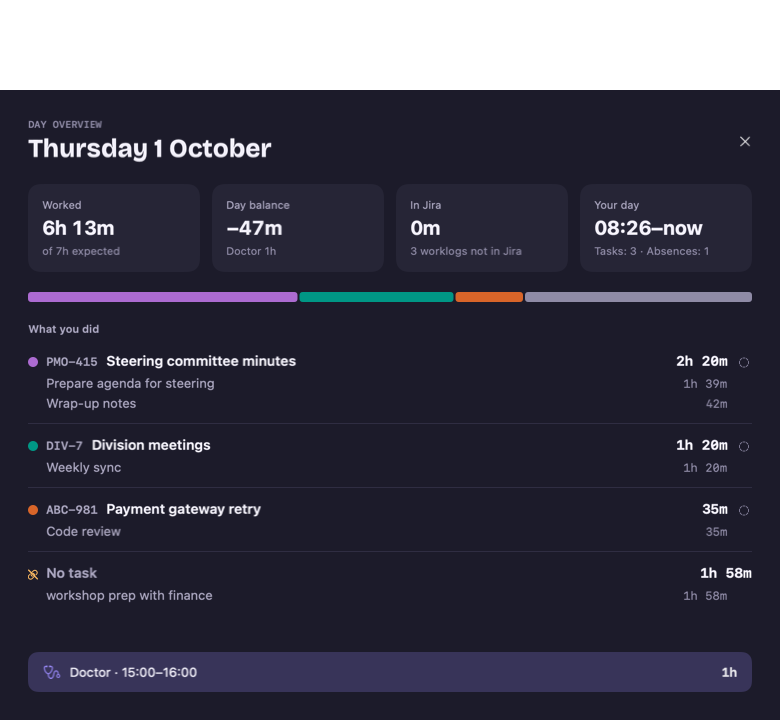 DAY OVERVIEW
Thursday 1 October
Worked
6h 13m
of 7h expected
Day balance
−47m
Doctor 1h
In Jira
0m
3 worklogs not in Jira
Your day
08:26–now
Tasks: 3 · Absences: 1
What you did
PMO-415 Steering committee minutes 2h 20m
Prepare agenda for steering 1h 39m
Wrap-up notes 42m
DIV-7 Division meetings 1h 20m
Weekly sync 1h 20m
ABC-981 Payment gateway retry 35m
Code review 35m
No task 1h 58m
workshop prep with finance 1h 58m
Doctor · 15:00–16:00 1h